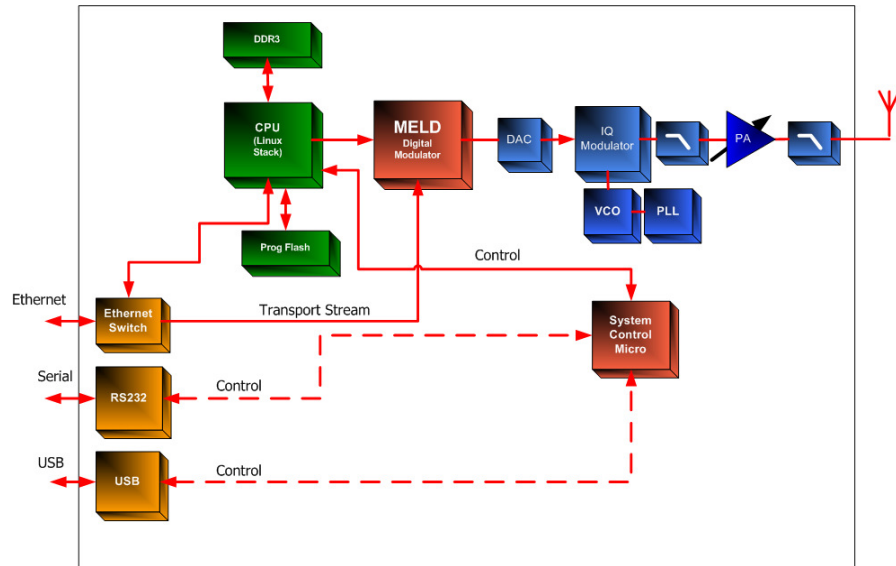 DDR3
CPU
(Linux
Stack)
MELD
Digital
Modulator
DAC
IQ
Modulator
PA
VCO
PLL
Prog Flash
Control
Ethernet
Ethernet
Switch
Transport Stream
System
Control
Micro
Serial
RS232
Control
USB
USB
Control